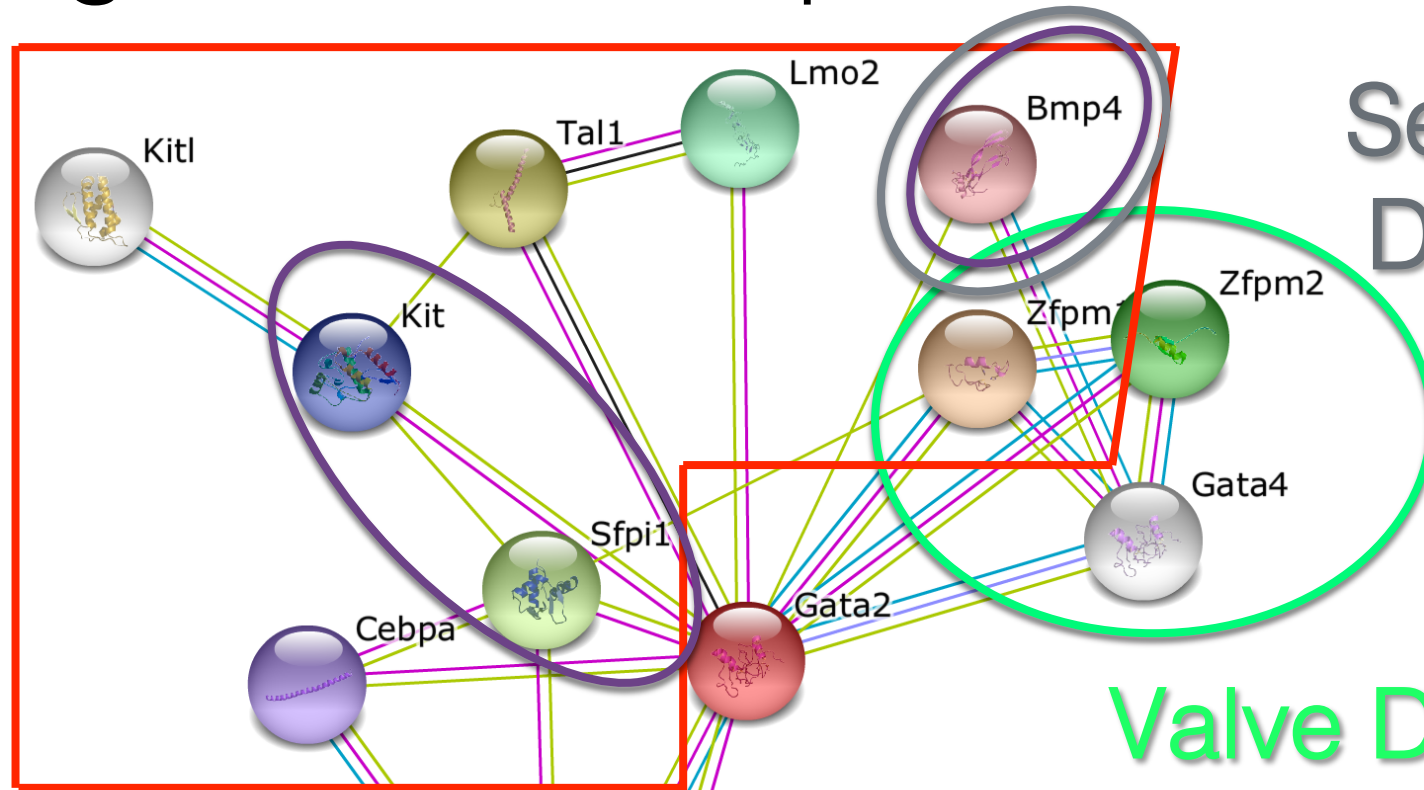 Lmo2
Bmp4
Tal1
Kitl
Zfpm2
Kit
Zfpm1
Gata4
Sfpi1
Gata2
Cebpa
Valve D